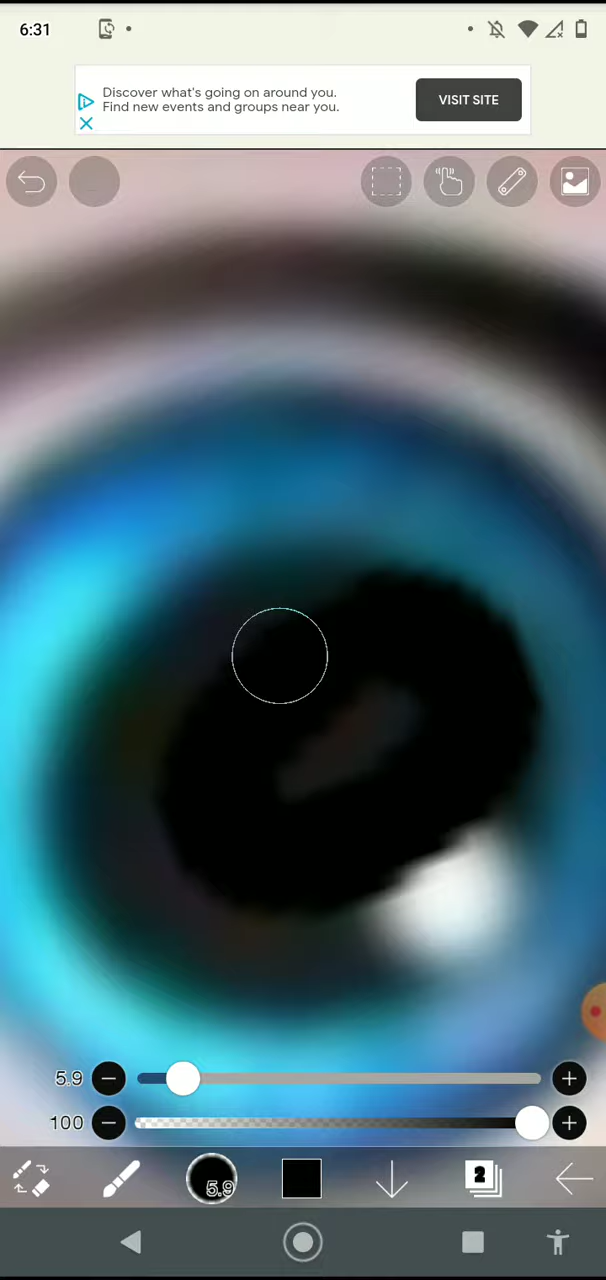 6:31
Discover what's going on around you.
Find new events and groups near you.
VISIT SITE
5.9
100
5.9
2